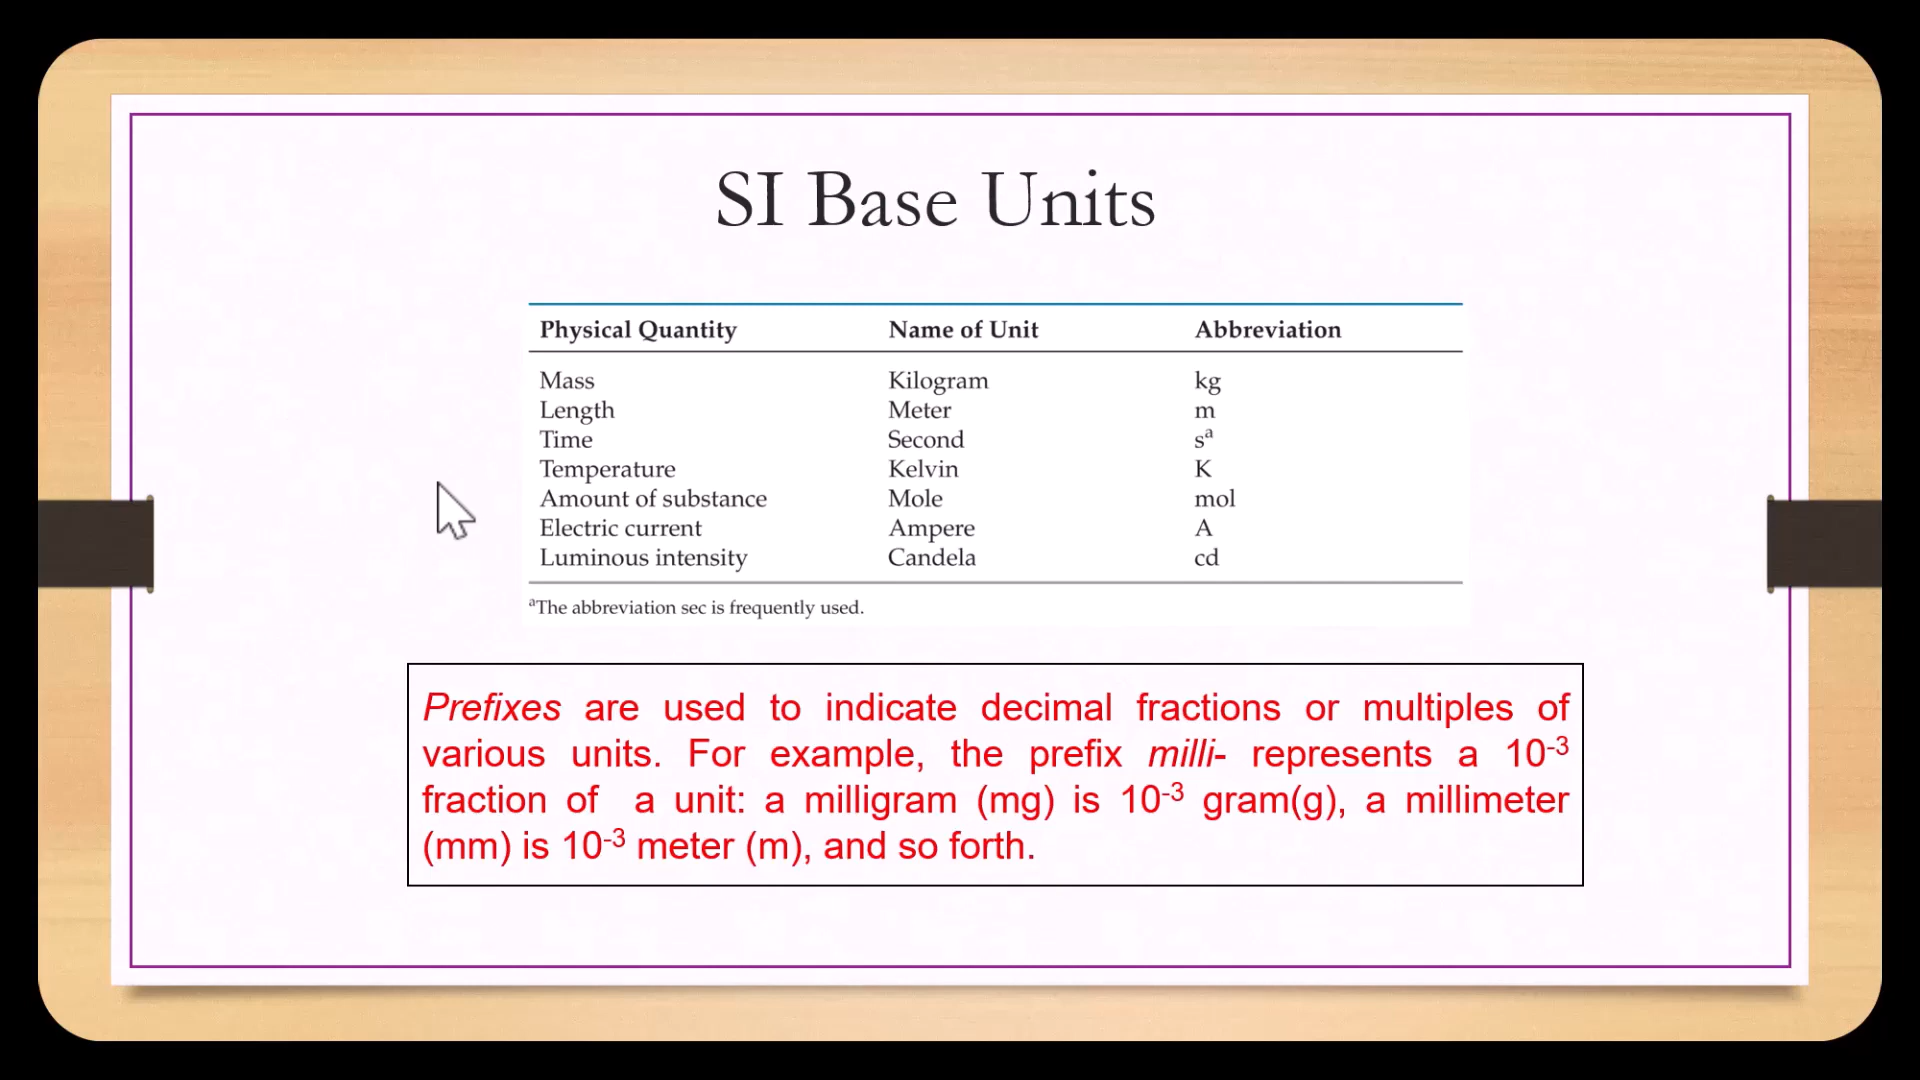 SI Base Units
Physical Quantity Name of Unit Abbreviation
Mass Kilogram kg
Length Meter m
Time Second sᵃ
Temperature Kelvin K
Amount of substance Mole mol
Electric current Ampere A
Luminous intensity Candela cd
ᵃThe abbreviation sec is frequently used.
Prefixes are used to indicate decimal fractions or multiples of
various units. For example, the prefix milli- represents a 10⁻³
fraction of a unit: a milligram (mg) is 10⁻³ gram(g), a millimeter
(mm) is 10⁻³ meter (m), and so forth.